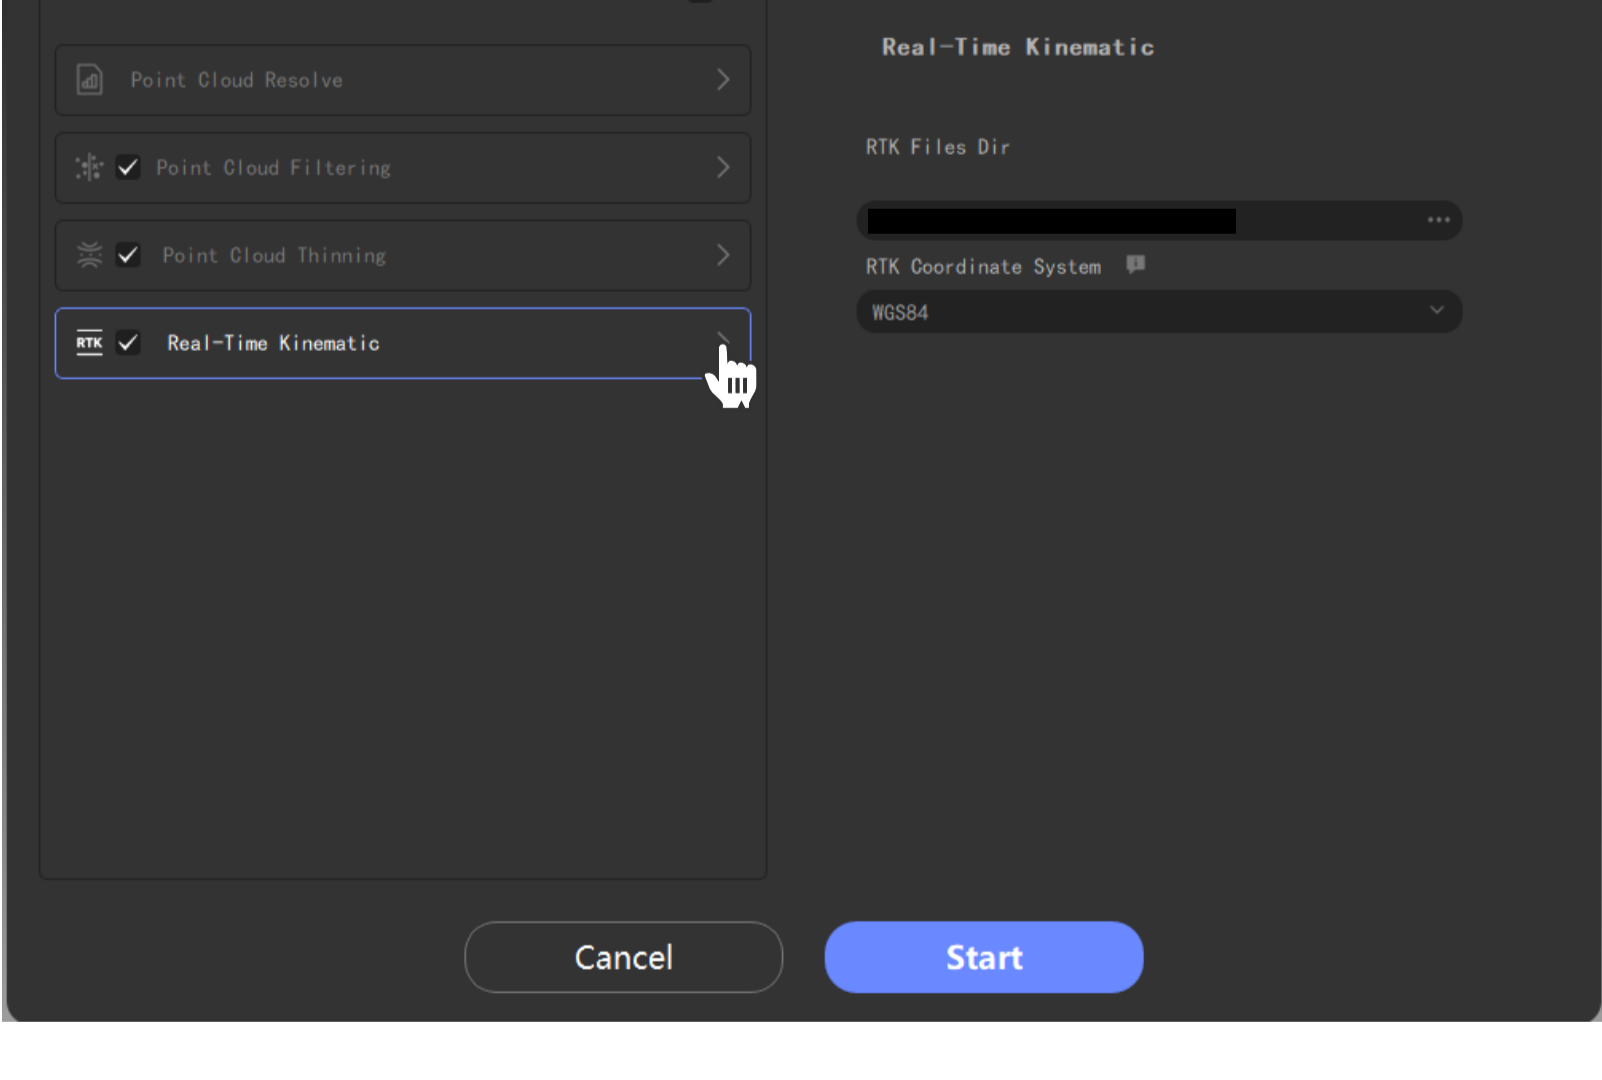 Point Cloud Resolve
Point Cloud Filtering
Point Cloud Thinning
RTK Real-Time Kinematic
Real-Time Kinematic
RTK Files Dir
RTK Coordinate System
WGS84
Cancel
Start